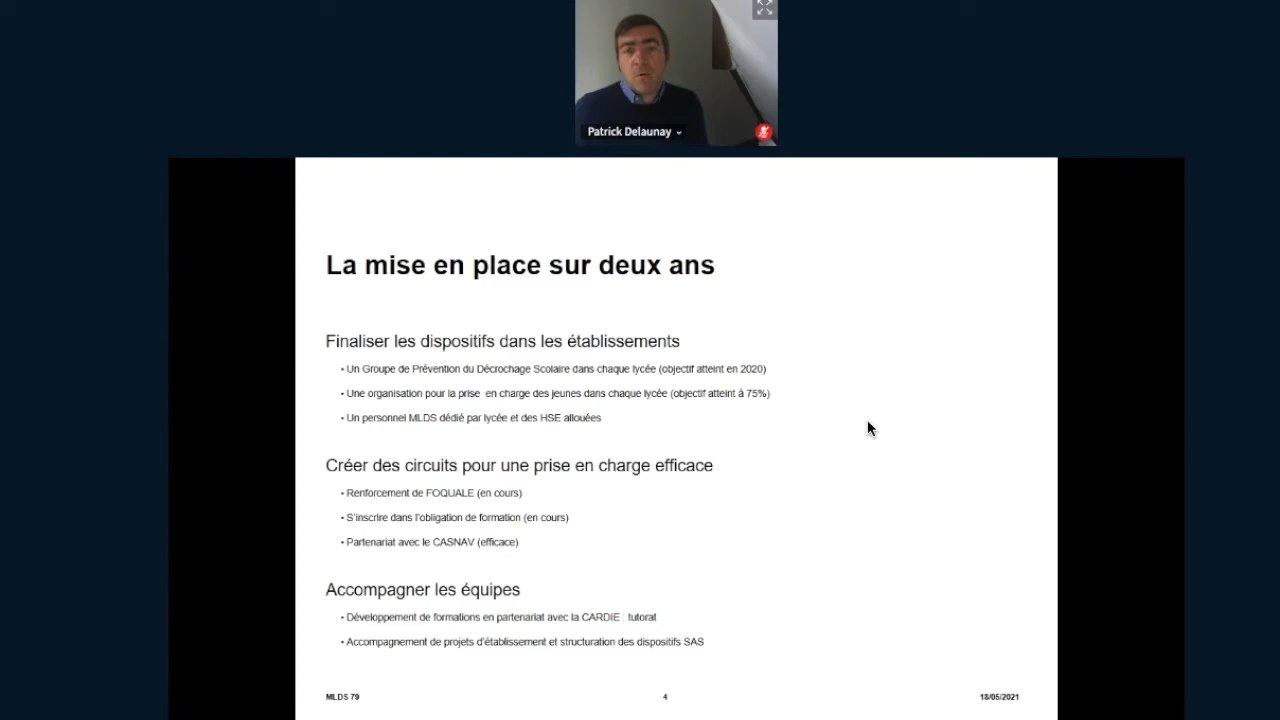 Patrick Delaunay
La mise en place sur deux ans
Finaliser les dispositifs dans les établissements
• Un Groupe de Prévention du Décrochage Scolaire dans chaque lycée (objectif atteint en 2020)
• Une organisation pour la prise en charge des jeunes dans chaque lycée (objectif atteint à 75%)
• Un personnel MLDS dédié par lycée et des HSE allouées
Créer des circuits pour une prise en charge efficace
• Renforcement de FOQUALE (en cours)
• S'inscrire dans l'obligation de formation (en cours)
• Partenariat avec le CASNAV (efficace)
Accompagner les équipes
• Développement de formations en partenariat avec la CARDIE : tutorat
• Accompagnement de projets d'établissement et structuration des dispositifs SAS
MLDS 79 4 18/05/2021